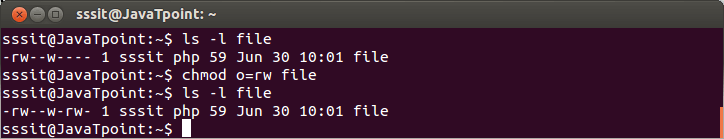 sssit@JavaTpoint: ~
sssit@JavaTpoint:~$ ls -l file
-rw--w---- 1 sssit php 59 Jun 30 10:01 file
sssit@JavaTpoint:~$ chmod o=rw file
sssit@JavaTpoint:~$ ls -l file
-rw--w-rw- 1 sssit php 59 Jun 30 10:01 file
sssit@JavaTpoint:~$